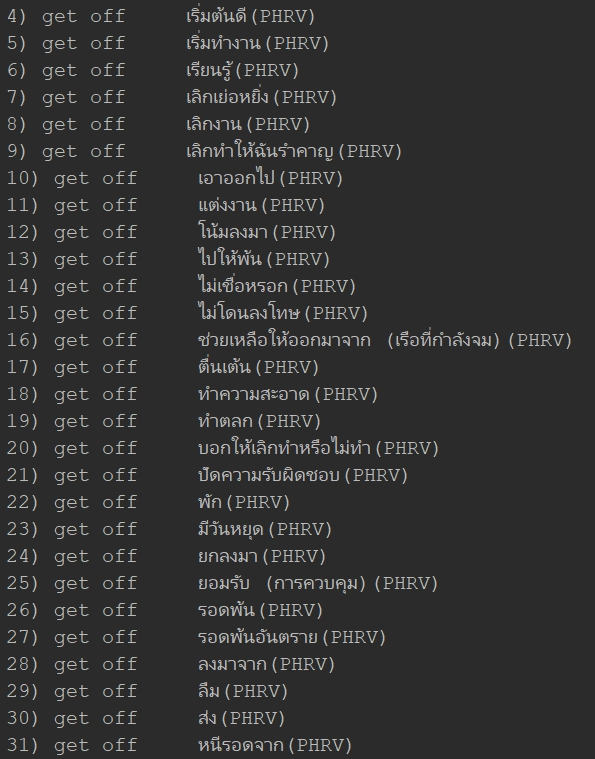 4) get off เริ่มต้นดี(PHRV)
5) get off เริ่มทำงาน(PHRV)
6) get off เรียนรู้(PHRV)
7) get off เลิกเย่อหยิ่ง(PHRV)
8) get off เลิกงาน(PHRV)
9) get off เลิกทำให้ฉันรำคาญ(PHRV)
10) get off เอาออกไป(PHRV)
11) get off แต่งงาน(PHRV)
12) get off โน้มลงมา(PHRV)
13) get off ไปให้พ้น(PHRV)
14) get off ไม่เชื่อหรอก(PHRV)
15) get off ไม่โดนลงโทษ(PHRV)
16) get off ช่วยเหลือให้ออกมาจาก (เรือที่กำลังจม)(PHRV)
17) get off ตื่นเต้น(PHRV)
18) get off ทำความสะอาด(PHRV)
19) get off ทำตลก(PHRV)
20) get off บอกให้เลิกทำหรือไม่ทำ(PHRV)
21) get off ปัดความรับผิดชอบ(PHRV)
22) get off พัก(PHRV)
23) get off มีวันหยุด(PHRV)
24) get off ยกลงมา(PHRV)
25) get off ยอมรับ (การควบคุม)(PHRV)
26) get off รอดพ้น(PHRV)
27) get off รอดพ้นอันตราย(PHRV)
28) get off ลงมาจาก(PHRV)
29) get off ลืม(PHRV)
30) get off ส่ง(PHRV)
31) get off หนีรอดจาก(PHRV)